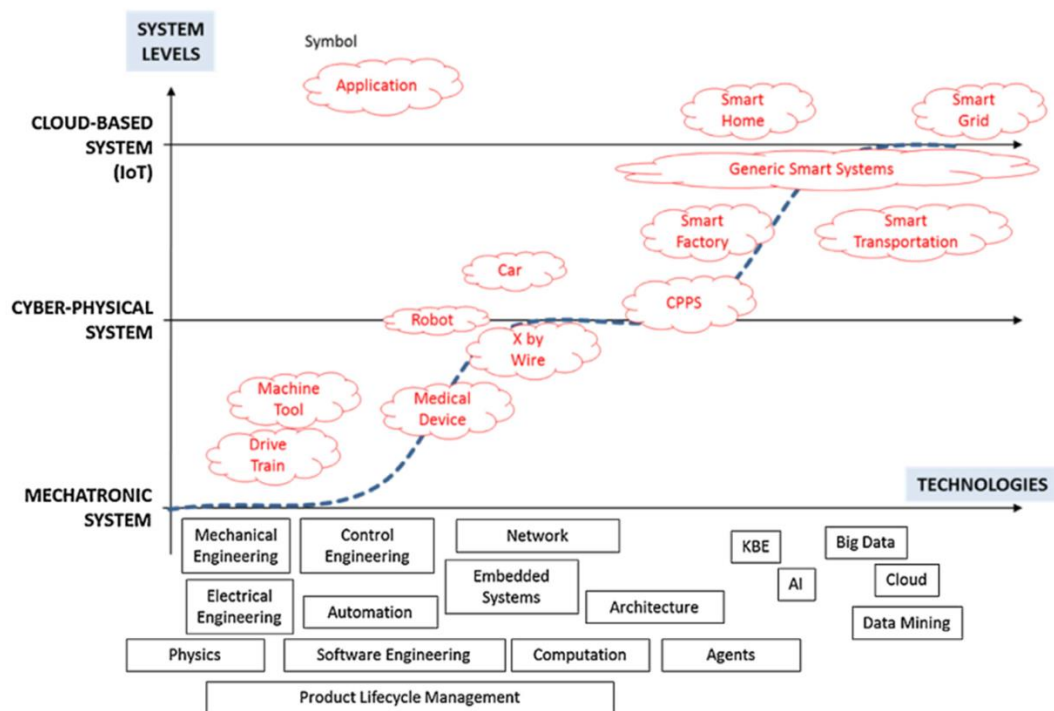 SYSTEM
LEVELS
Symbol
Application
CLOUD-BASED
SYSTEM
(IoT)
Smart
Home
Smart
Grid
Generic Smart Systems
Smart
Factory
Smart
Transportation
Car
CYBER-PHYSICAL
SYSTEM
Robot
CPPS
X by
Wire
Machine
Tool
Medical
Device
Drive
Train
MECHATRONIC
SYSTEM
TECHNOLOGIES
Mechanical
Engineering
Control
Engineering
Network
KBE
Big Data
Electrical
Engineering
Automation
Embedded
Systems
Architecture
AI
Cloud
Data Mining
Physics
Software Engineering
Computation
Agents
Product Lifecycle Management